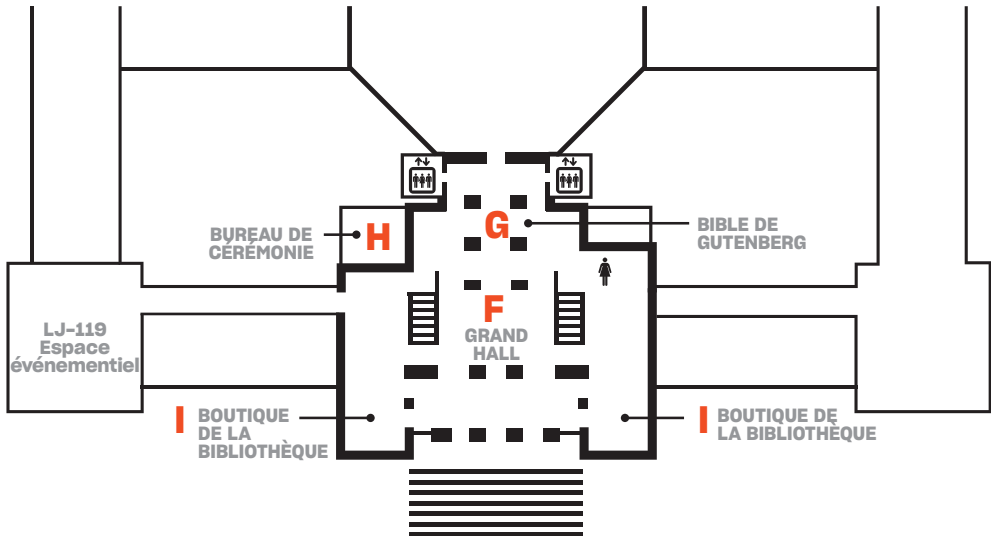 H
BUREAU DE
CÉRÉMONIE
G
BIBLE DE
GUTENBERG
F
GRAND
HALL
LJ-119
Espace
événementiel
I
BOUTIQUE
DE LA
BIBLIOTHÈQUE
I
BOUTIQUE DE
LA BIBLIOTHÈQUE